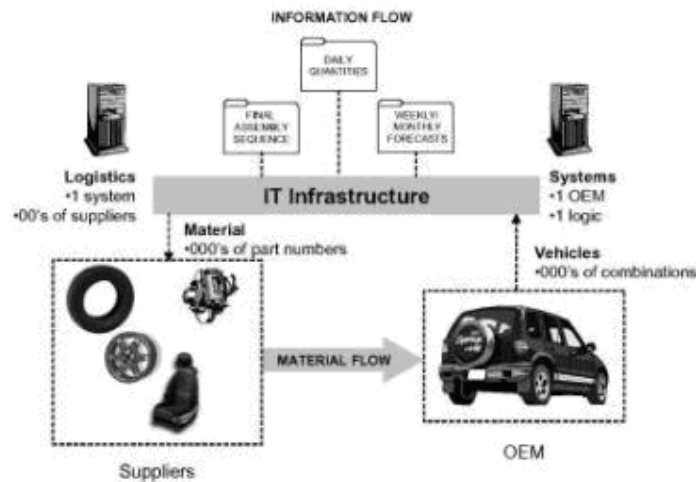 INFORMATION FLOW
DAILY
QUANTITIES
FINAL
ASSEMBLY
SEQUENCE
WEEKLY/
MONTHLY
FORECASTS
Logistics
•1 system
•00's of suppliers
IT Infrastructure
Systems
•1 OEM
•1 logic
Material
•000's of part numbers
Vehicles
•000's of combinations
MATERIAL FLOW
Suppliers
OEM